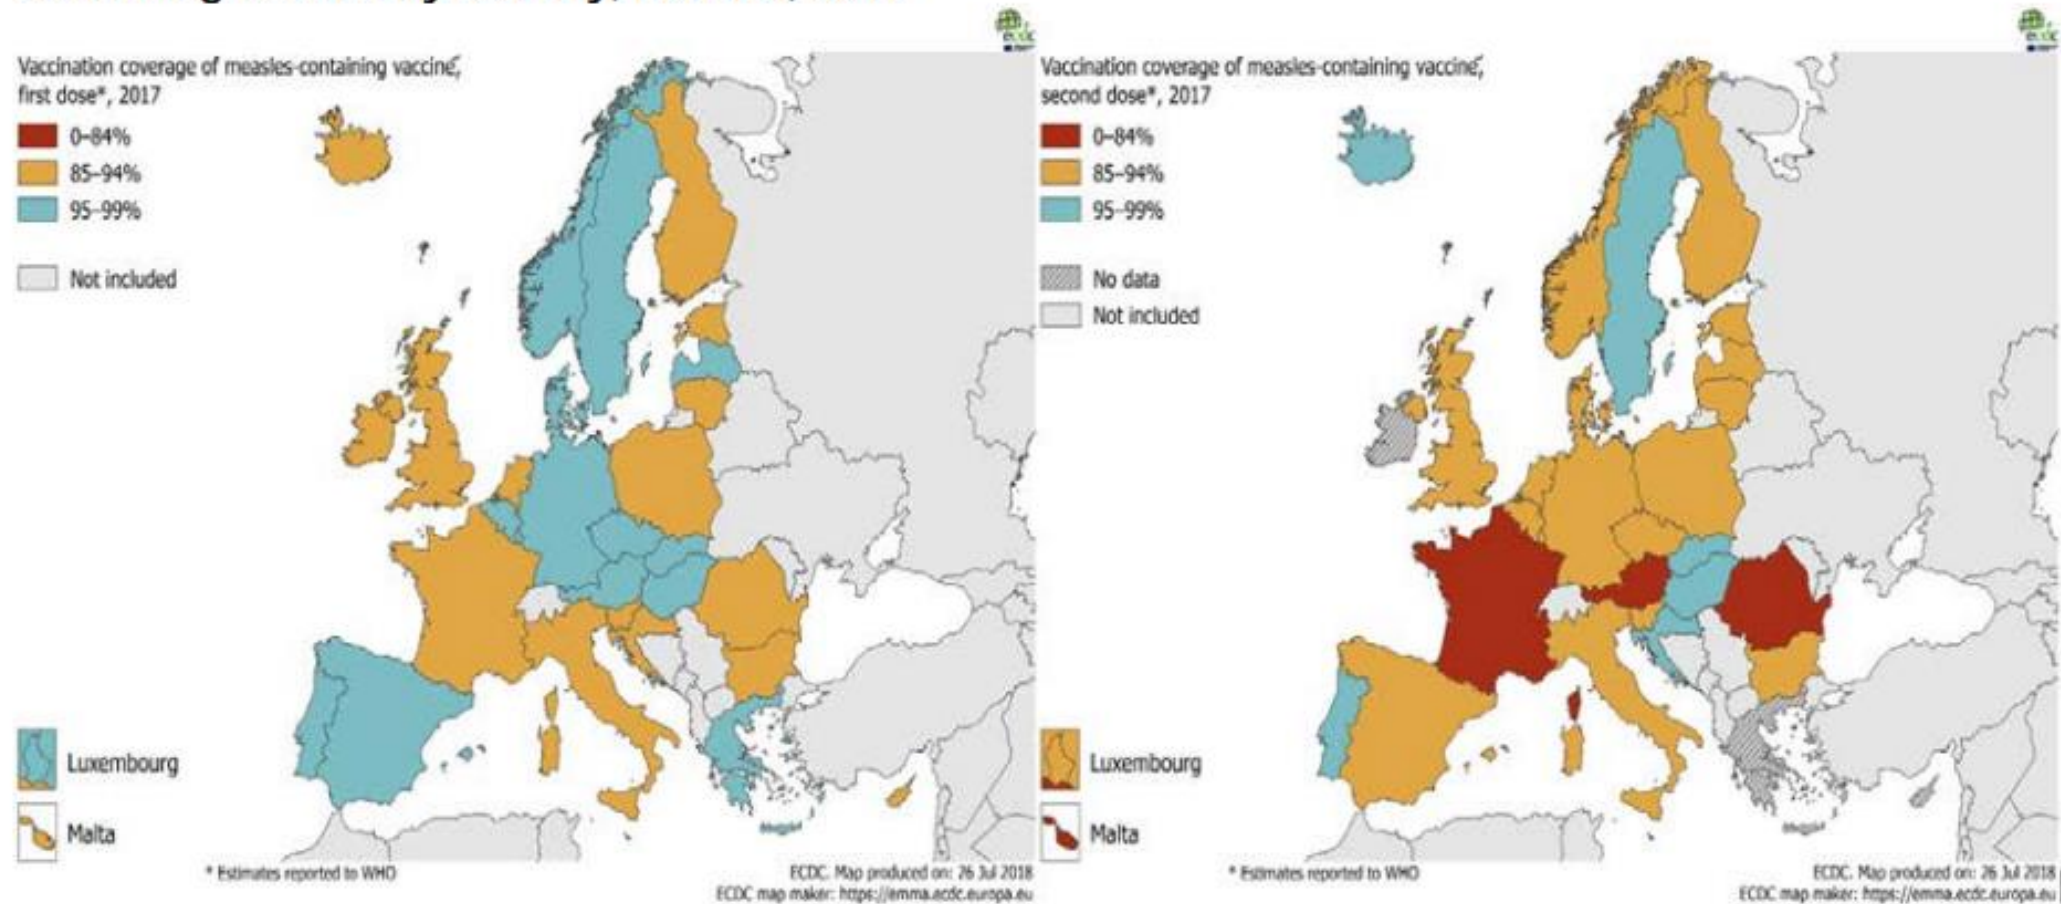 Vaccination coverage of measles-containing vaccine,
first dose*, 2017
0-84%
85-94%
95-99%
Not included
Luxembourg
Malta
* Estimates reported to WHO
ECDC. Map produced on: 26 Jul 2018
ECDC map maker: https://emma.ecdc.europa.eu
ecdc
Vaccination coverage of measles-containing vaccine,
second dose*, 2017
0-84%
85-94%
95-99%
No data
Not included
Luxembourg
Malta
* Estimates reported to WHO
ECDC. Map produced on: 26 Jul 2018
ECDC map maker: https://emma.ecdc.europa.eu
ecdc